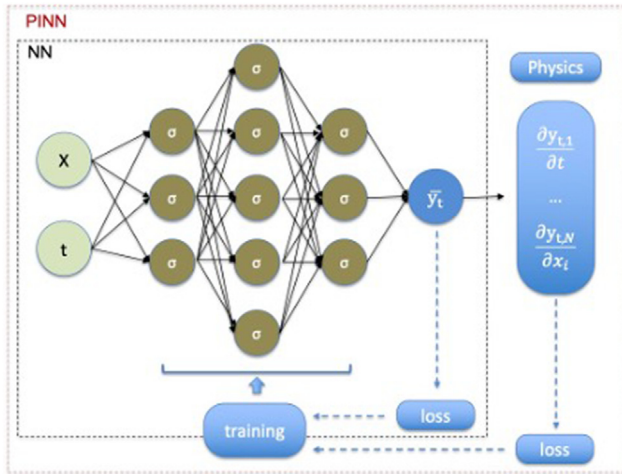 PINN
NN
Physics
σ
σ
σ
σ
X
σ
σ
σ
ȳₜ
t
σ
σ
σ
σ
∂yₜ,₁
∂t
...
∂yₜ,N
∂xᵢ
training
loss
loss